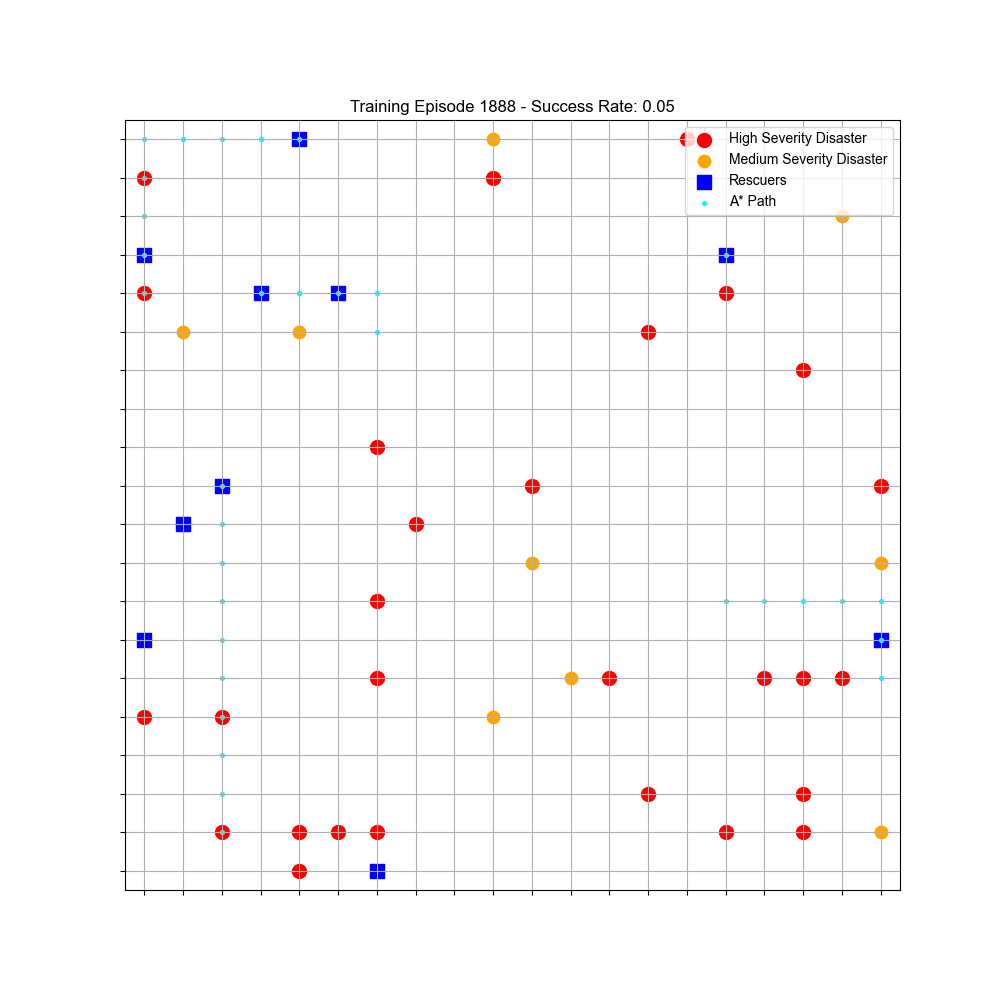 Training Episode 1888 - Success Rate: 0.05
High Severity Disaster
Medium Severity Disaster
Rescuers
A* Path